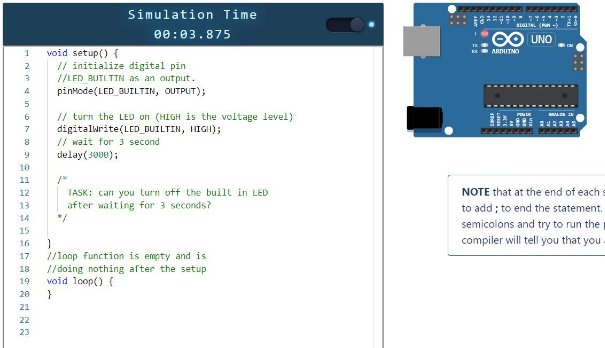 Simulation Time
00:03.875
1 void setup() {
2 // initialize digital pin
3 //LED_BUILTIN as an output.
4 pinMode(LED_BUILTIN, OUTPUT);
5
6 // turn the LED on (HIGH is the voltage level)
7 digitalWrite(LED_BUILTIN, HIGH);
8 // wait for 3 second
9 delay(3000);
10
11 /*
12 TASK: can you turn off the built in LED
13 after waiting for 3 seconds?
14 */
15
16 }
17 //loop function is empty and is
18 //doing nothing after the setup
19 void loop() {
20 }
21
22
23
DIGITAL (PWM ~)
L
TX
RX
UNO
ON
ARDUINO
POWER
ANALOG IN
NOTE that at the end of each s
to add ; to end the statement.
semicolons and try to run the p
compiler will tell you that you